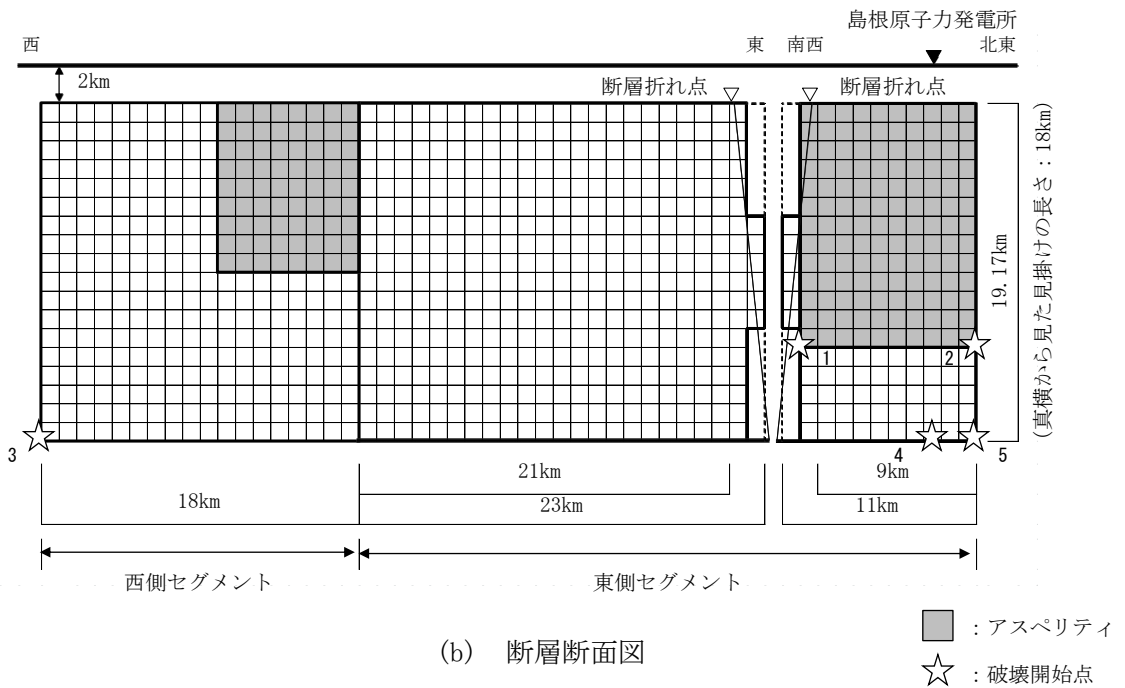 島根原子力発電所
西
東
南西
北東
2km
断層折れ点
断層折れ点
19.17km
(真横から見た見掛けの長さ：18km)
1
2
3
4
5
21km
9km
18km
23km
11km
西側セグメント
東側セグメント
：アスペリティ
(b) 断層断面図
：破壊開始点